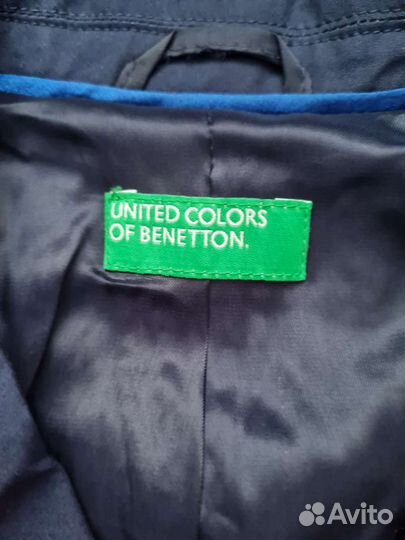 UNITED COLORS
OF BENETTON.
Avito